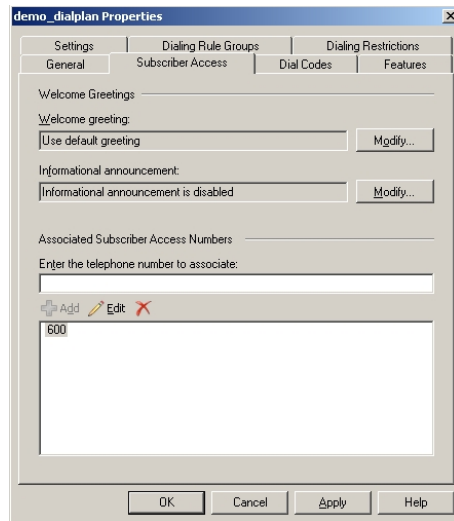 demo_dialplan Properties
Settings Dialing Rule Groups Dialing Restrictions
General Subscriber Access Dial Codes Features
Welcome Greetings
Welcome greeting:
Use default greeting Modify...
Informational announcement:
Informational announcement is disabled Modify...
Associated Subscriber Access Numbers
Enter the telephone number to associate:
Add Edit
600
OK Cancel Apply Help